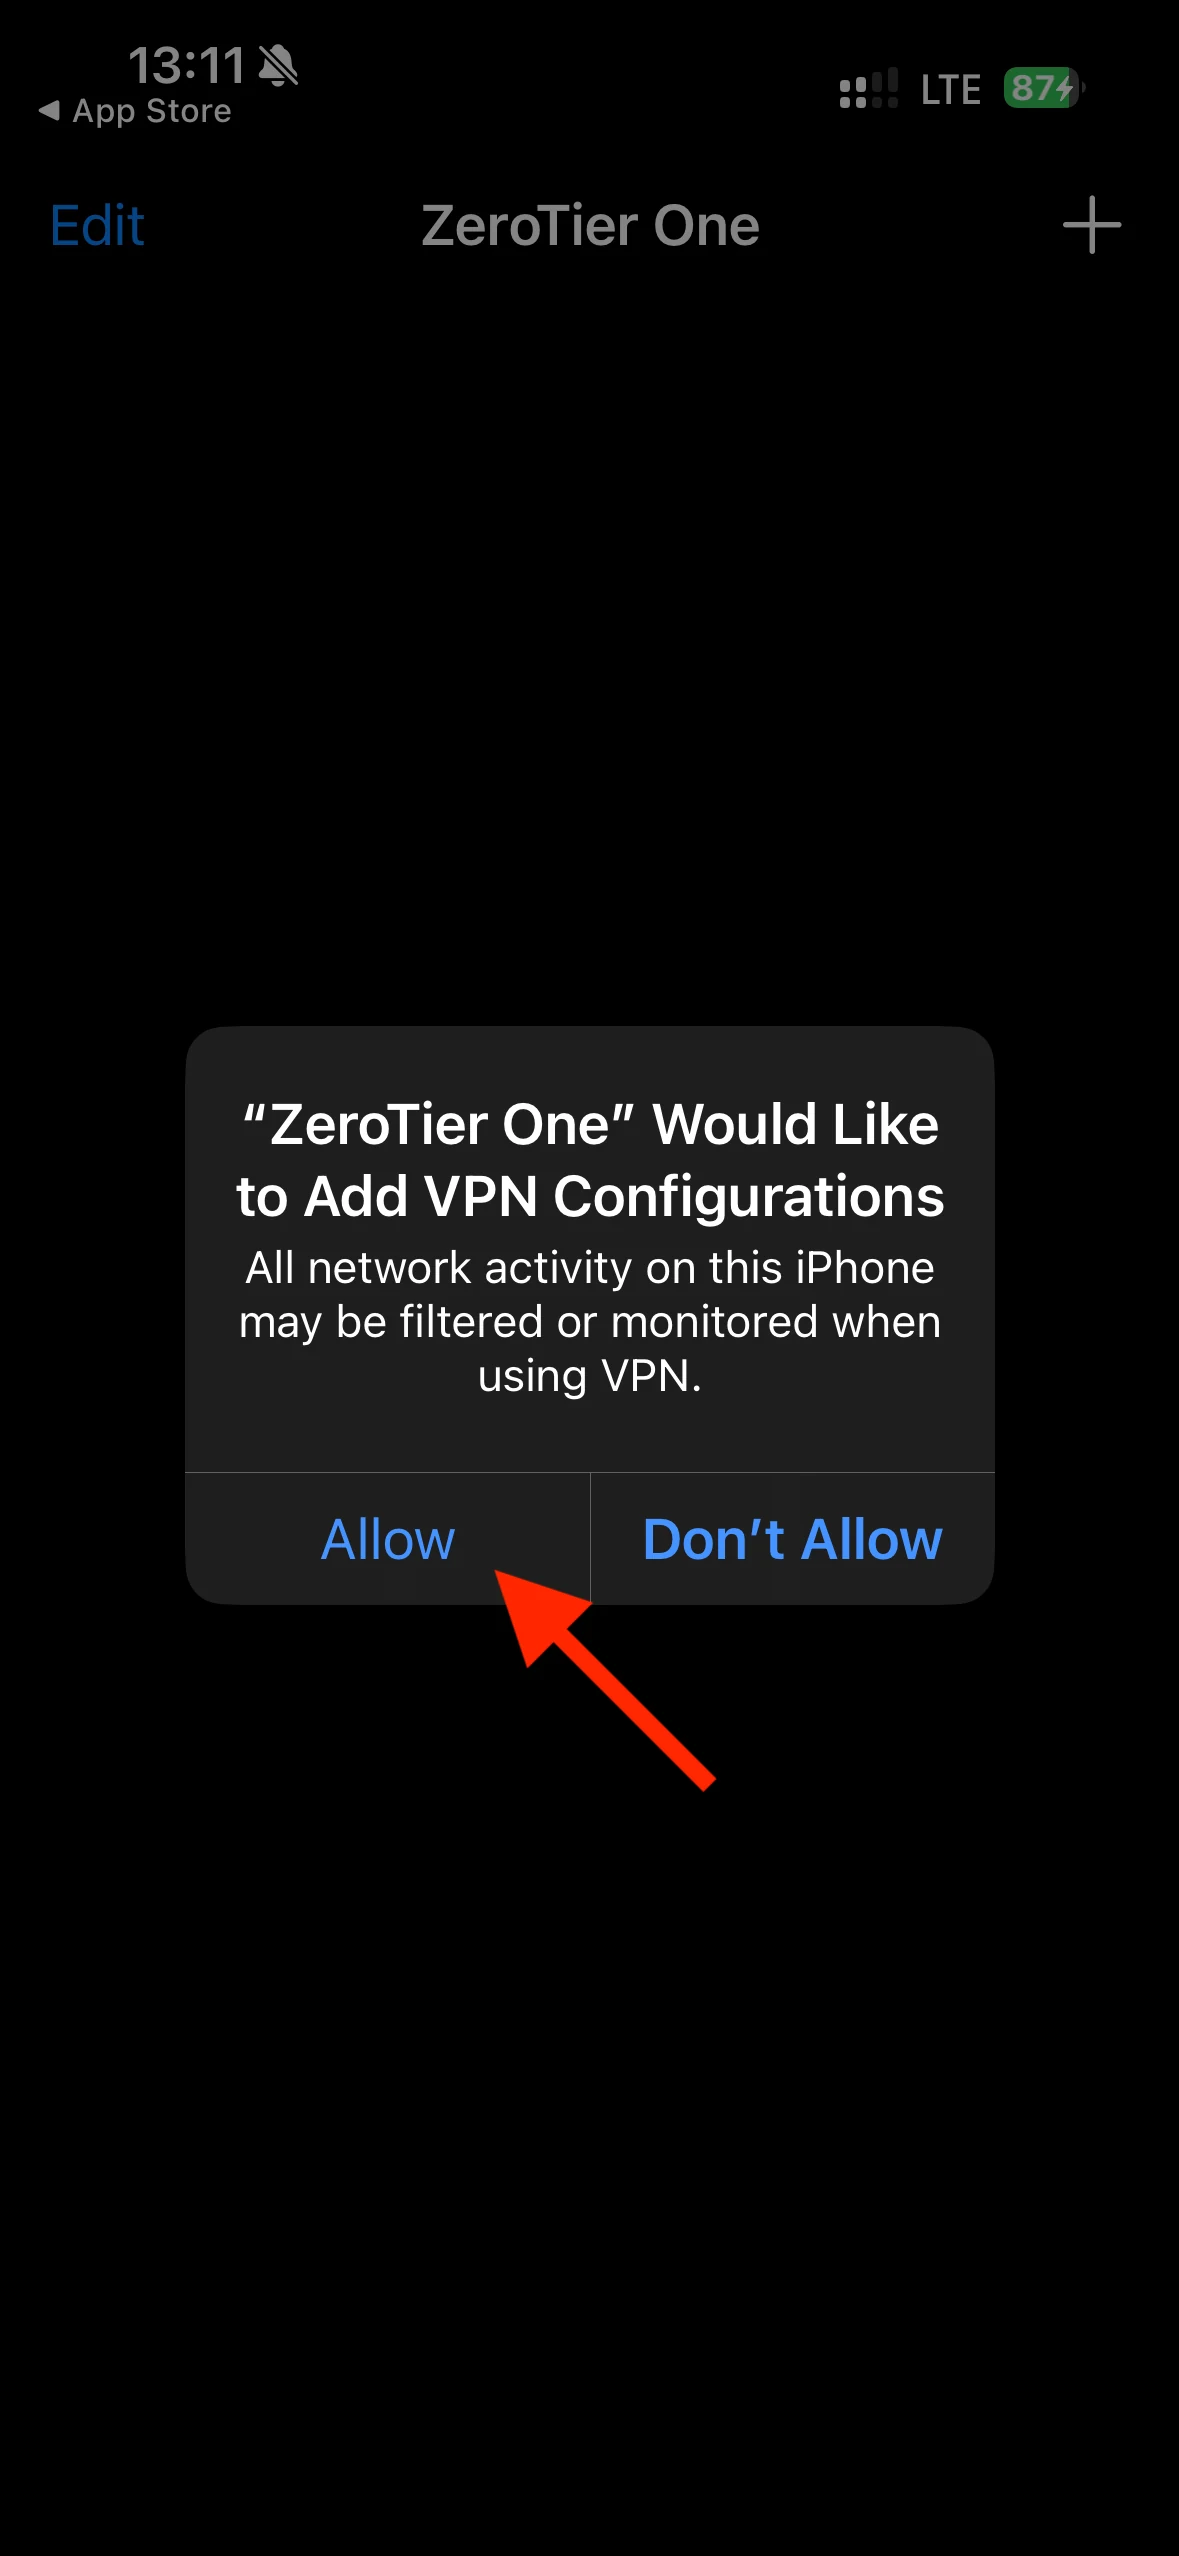 13:11
App Store
LTE
87
Edit
ZeroTier One
“ZeroTier One” Would Like
to Add VPN Configurations
All network activity on this iPhone
may be filtered or monitored when
using VPN.
Allow
Don’t Allow